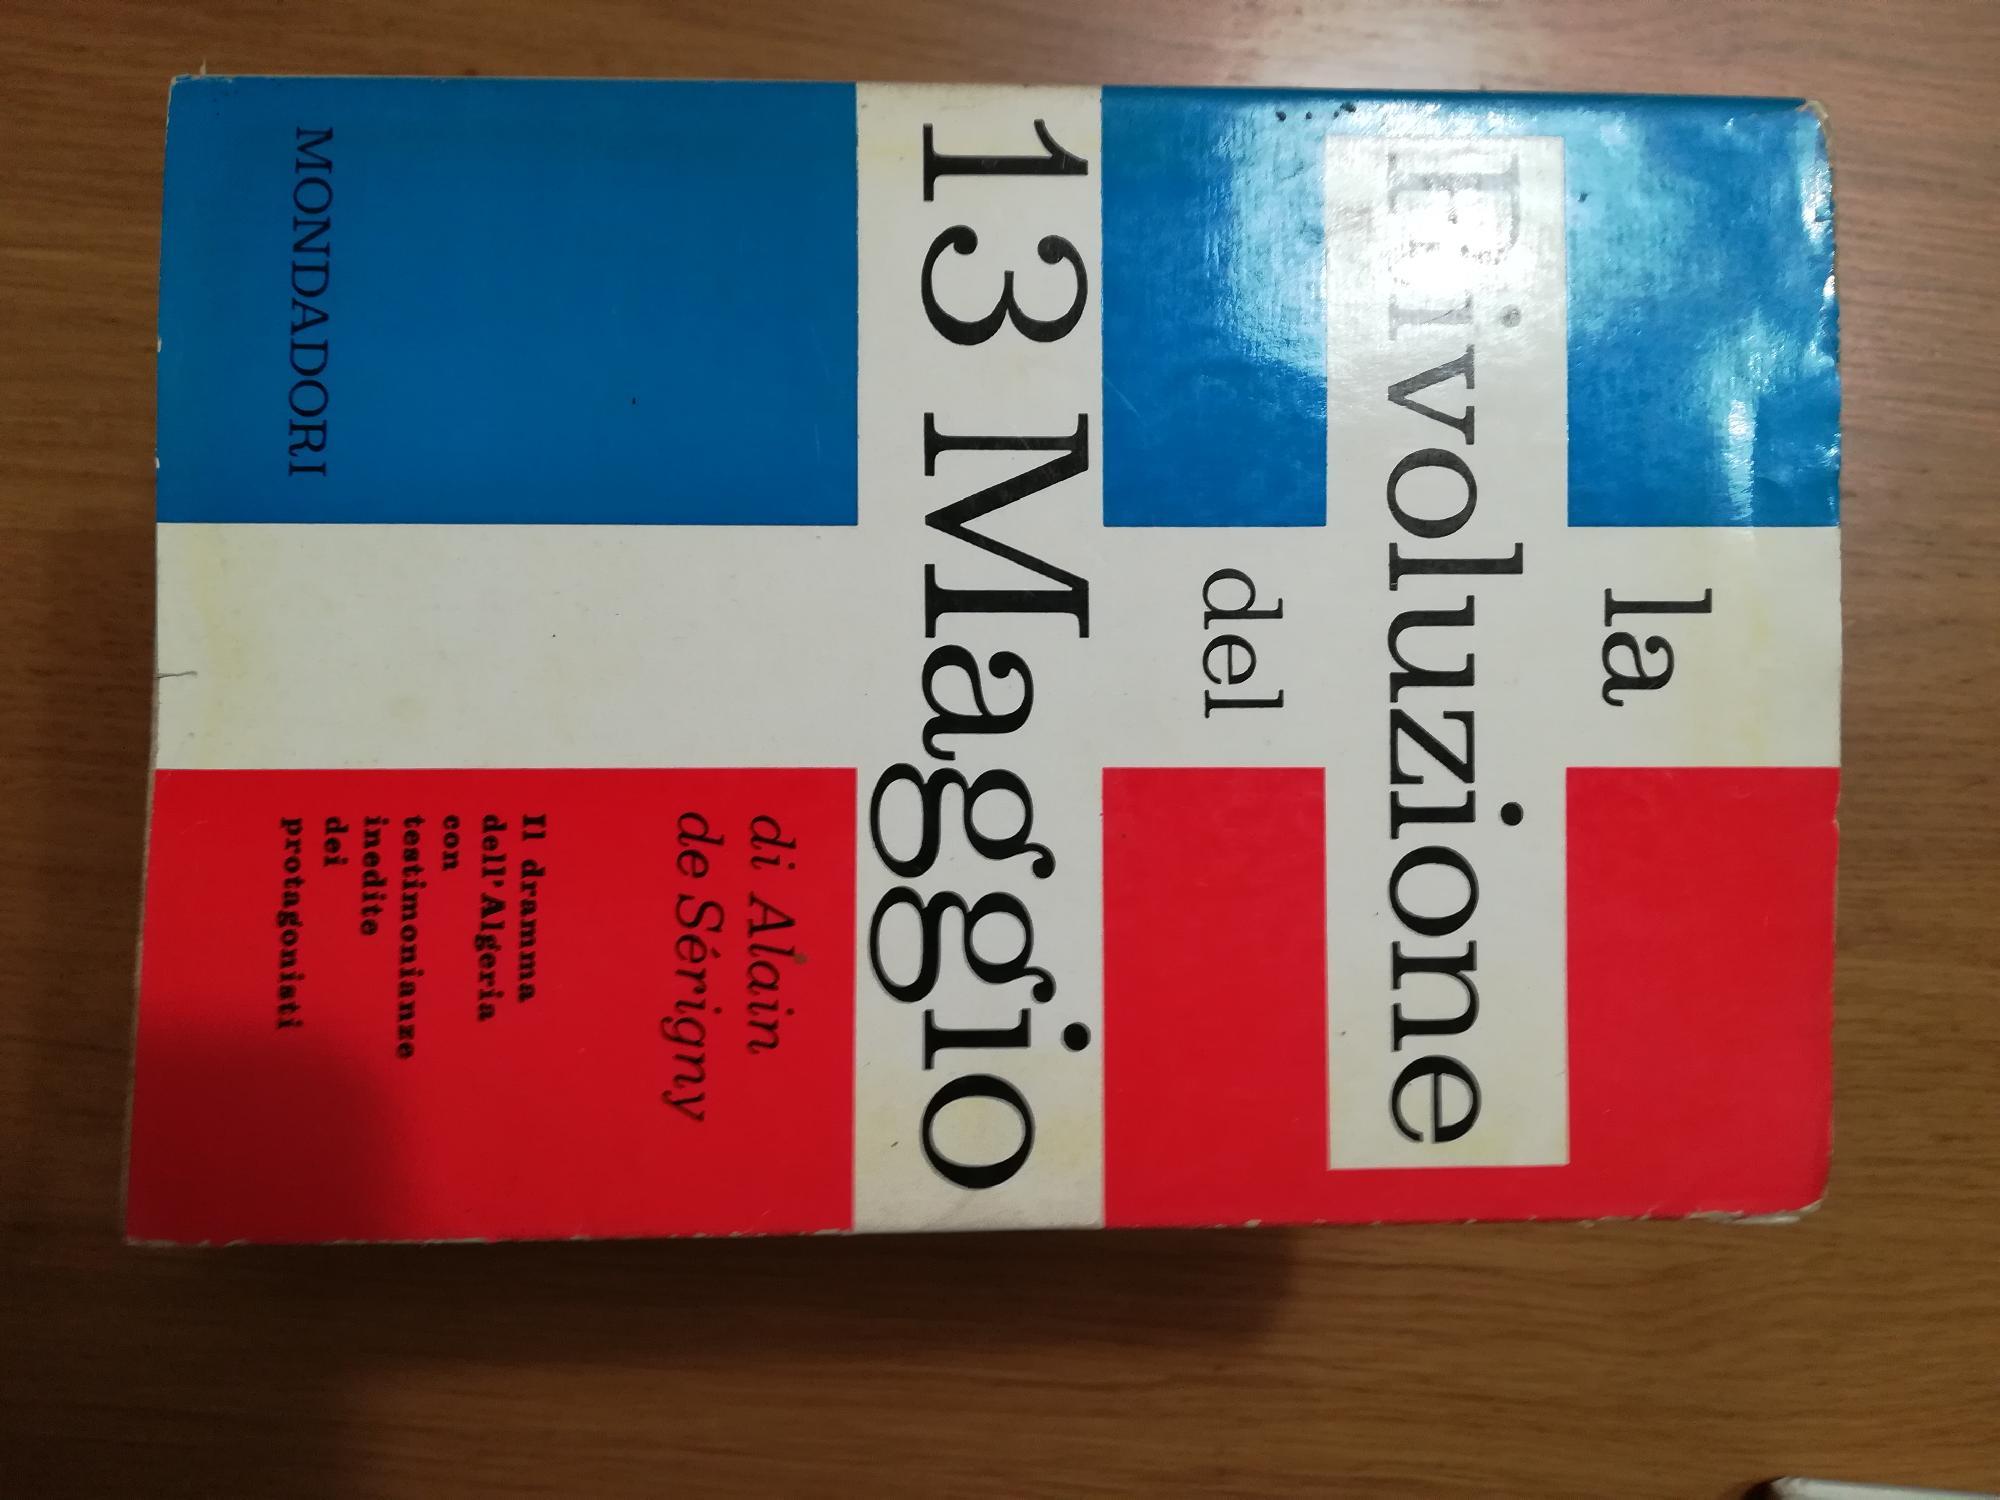 la
Rivoluzione
del
13 Maggio
di Alain
de Sérigny
Il dramma
dell'Algeria
con
testimonianze
inedite
dei
protagonisti
MONDADORI